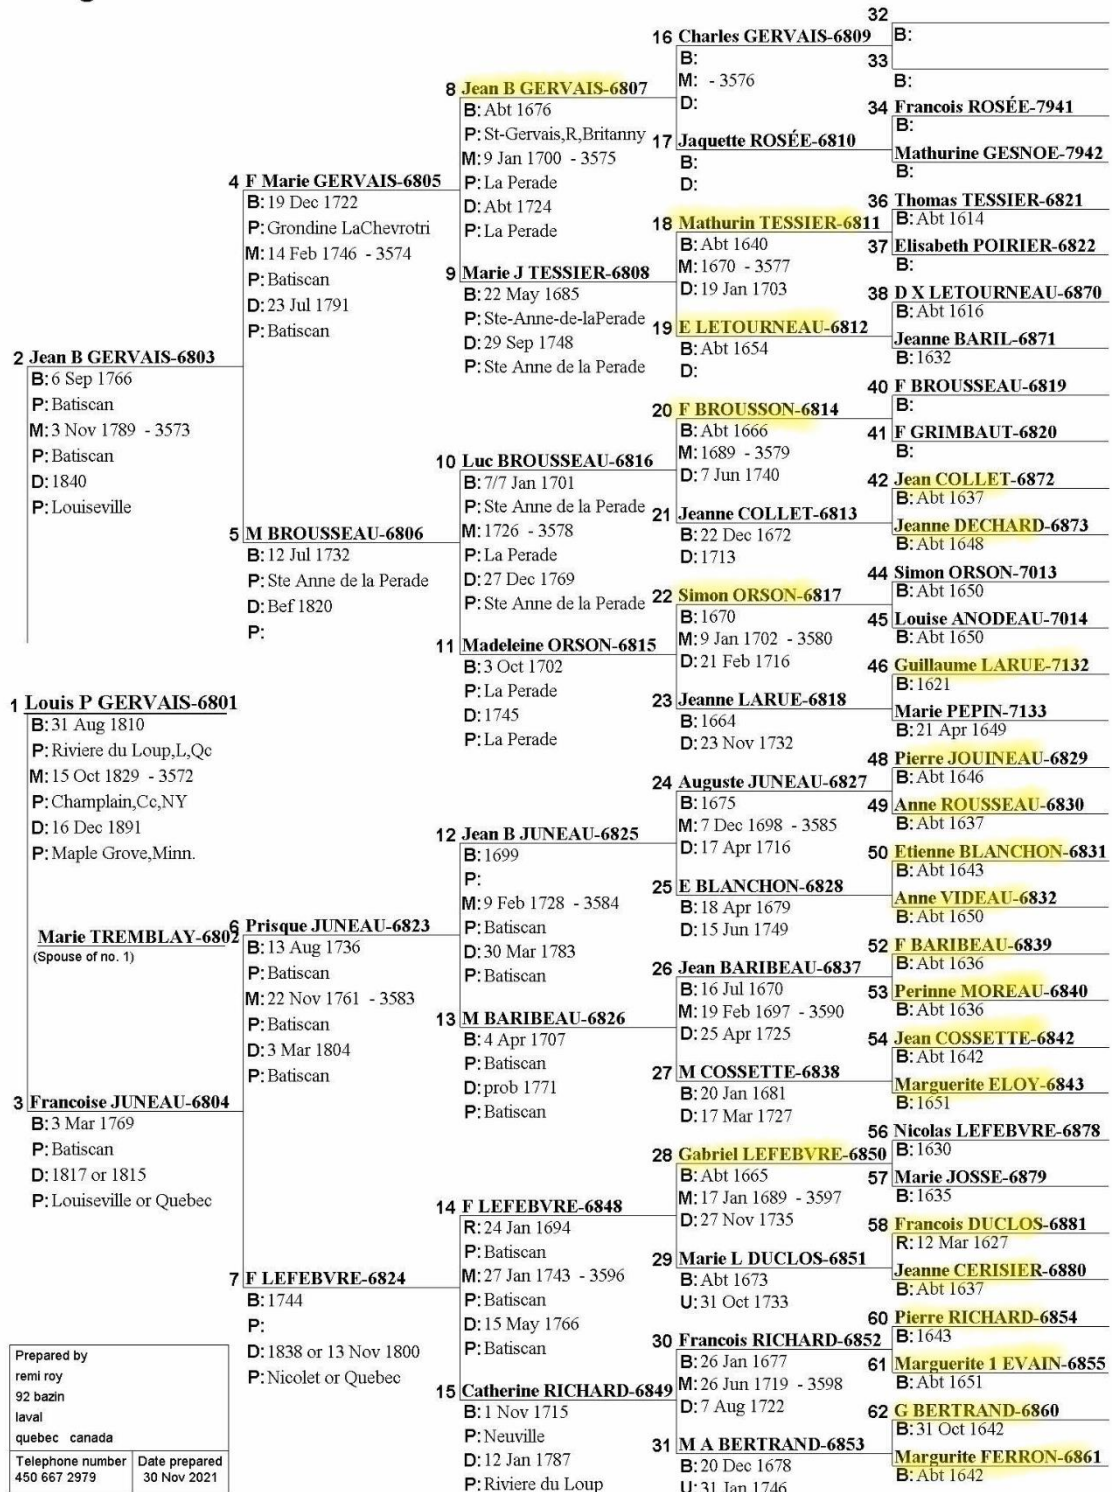 1 Louis P GERVAIS-6801
B: 31 Aug 1810
P: Riviere du Loup,L,Qc
M: 15 Oct 1829 - 3572
P: Champlain,Cc,NY
D: 16 Dec 1891
P: Maple Grove,Minn.
Marie TREMBLAY-6802
(Spouse of no. 1)
2 Jean B GERVAIS-6803
B: 6 Sep 1766
P: Batiscan
M: 3 Nov 1789 - 3573
P: Batiscan
D: 1840
P: Louiseville
3 Francoise JUNEAU-6804
B: 3 Mar 1769
P: Batiscan
D: 1817 or 1815
P: Louiseville or Quebec
4 F Marie GERVAIS-6805
B: 19 Dec 1722
P: Grondine LaChevrotri
M: 14 Feb 1746 - 3574
P: Batiscan
D: 23 Jul 1791
P: Batiscan
5 M BROUSSEAU-6806
B: 12 Jul 1732
P: Ste Anne de la Perade
D: Bef 1820
P:
6 Prisque JUNEAU-6823
B: 13 Aug 1736
P: Batiscan
M: 22 Nov 1761 - 3583
P: Batiscan
D: 3 Mar 1804
P: Batiscan
7 F LEFEBVRE-6824
B: 1744
P:
D: 1838 or 13 Nov 1800
P: Nicolet or Quebec
8 Jean B GERVAIS-6807
B: Abt 1676
P: St-Gervais,R,Britanny
M: 9 Jan 1700 - 3575
P: La Perade
D: Abt 1724
P: La Perade
9 Marie J TESSIER-6808
B: 22 May 1685
P: Ste-Anne-de-laPerade
D: 29 Sep 1748
P: Ste Anne de la Perade
10 Luc BROUSSEAU-6816
B: 7/7 Jan 1701
P: Ste Anne de la Perade
M: 1726 - 3578
P: La Perade
D: 27 Dec 1769
P: Ste Anne de la Perade
11 Madeleine ORSON-6815
B: 3 Oct 1702
P: La Perade
D: 1745
P: La Perade
12 Jean B JUNEAU-6825
B: 1699
P:
M: 9 Feb 1728 - 3584
P: Batiscan
D: 30 Mar 1783
P: Batiscan
13 M BARIBEAU-6826
B: 4 Apr 1707
P: Batiscan
D: prob 1771
P: Batiscan
14 F LEFEBVRE-6848
R: 24 Jan 1694
P: Batiscan
M: 27 Jan 1743 - 3596
P: Batiscan
D: 15 May 1766
P: Batiscan
15 Catherine RICHARD-6849
B: 1 Nov 1715
P: Neuville
D: 12 Jan 1787
P: Riviere du Loup
16 Charles GERVAIS-6809
B:
M: - 3576
D:
17 Jaquette ROSÉE-6810
B:
D:
18 Mathurin TESSIER-6811
B: Abt 1640
M: 1670 - 3577
D: 19 Jan 1703
19 E LETOURNEAU-6812
B: Abt 1654
D:
20 F BROUSSON-6814
B: Abt 1666
M: 1689 - 3579
D: 7 Jun 1740
21 Jeanne COLLET-6813
B: 22 Dec 1672
D: 1713
22 Simon ORSON-6817
B: 1670
M: 9 Jan 1702 - 3580
D: 21 Feb 1716
23 Jeanne LARUE-6818
B: 1664
D: 23 Nov 1732
24 Auguste JUNEAU-6827
B: 1675
M: 7 Dec 1698 - 3585
D: 17 Apr 1716
25 E BLANCHON-6828
B: 18 Apr 1679
D: 15 Jun 1749
26 Jean BARIBEAU-6837
B: 16 Jul 1670
M: 19 Feb 1697 - 3590
D: 25 Apr 1725
27 M COSSETTE-6838
B: 20 Jan 1681
D: 17 Mar 1727
28 Gabriel LEFEBVRE-6850
B: Abt 1665
M: 17 Jan 1689 - 3597
D: 27 Nov 1735
29 Marie L DUCLOS-6851
B: Abt 1673
U: 31 Oct 1733
30 Francois RICHARD-6852
B: 26 Jan 1677
M: 26 Jun 1719 - 3598
D: 7 Aug 1722
31 M A BERTRAND-6853
B: 20 Dec 1678
U: 31 Jan 1746
32
B:
33
B:
34 Francois ROSÉE-7941
B:
Mathurine GESNOE-7942
B:
36 Thomas TESSIER-6821
B: Abt 1614
37 Elisabeth POIRIER-6822
B:
38 D X LETOURNEAU-6870
B: Abt 1616
Jeanne BARIL-6871
B: 1632
40 F BROUSSEAU-6819
B:
41 F GRIMBAUT-6820
B:
42 Jean COLLET-6872
B: Abt 1637
Jeanne DECHARD-6873
B: Abt 1648
44 Simon ORSON-7013
B: Abt 1650
45 Louise ANODEAU-7014
B: Abt 1650
46 Guillaume LARUE-7132
B: 1621
Marie PEPIN-7133
B: 21 Apr 1649
48 Pierre JOUINEAU-6829
B: Abt 1646
49 Anne ROUSSEAU-6830
B: Abt 1637
50 Etienne BLANCHON-6831
B: Abt 1643
Anne VIDEAU-6832
B: Abt 1650
52 F BARIBEAU-6839
B: Abt 1636
53 Perinne MOREAU-6840
B: Abt 1636
54 Jean COSSETTE-6842
B: Abt 1642
Marguerite ELOY-6843
B: 1651
56 Nicolas LEFEBVRE-6878
B: 1630
57 Marie JOSSE-6879
B: 1635
58 Francois DUCLOS-6881
R: 12 Mar 1627
Jeanne CERISIER-6880
B: Abt 1637
60 Pierre RICHARD-6854
B: 1643
61 Marguerite 1 EVAIN-6855
B: Abt 1651
62 G BERTRAND-6860
B: 31 Oct 1642
Margurite FERRON-6861
B: Abt 1642
Prepared by
remi roy
92 bazin
laval
quebec canada
Telephone number
450 667 2979
Date prepared
30 Nov 2021